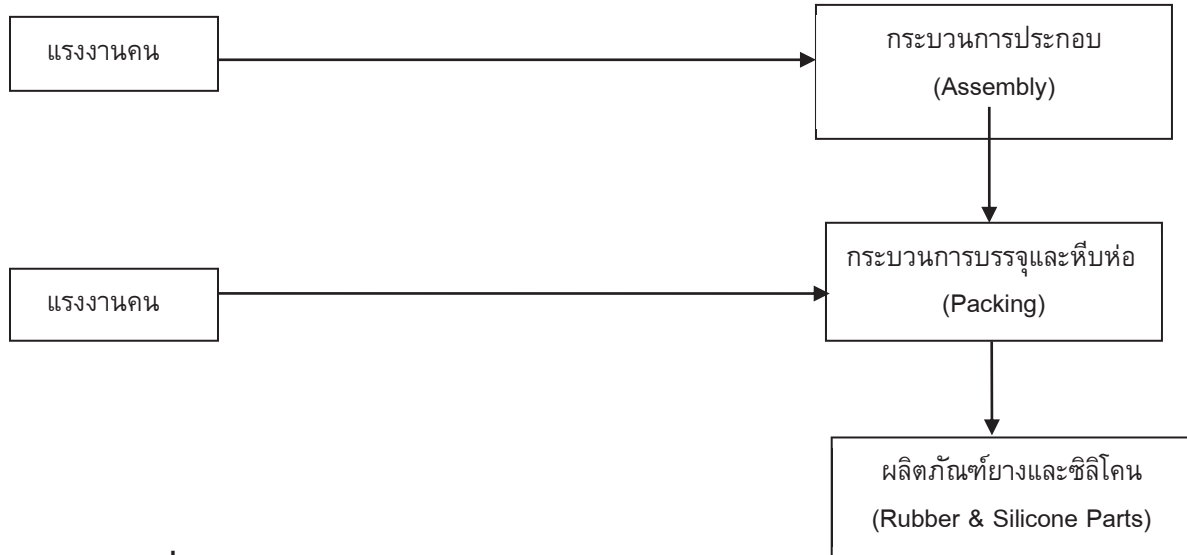 แรงงานคน
กระบวนการประกอบ
(Assembly)
แรงงานคน
กระบวนการบรรจุและหีบห่อ
(Packing)
ผลิตภัณฑ์ยางและซิลิโคน
(Rubber & Silicone Parts)